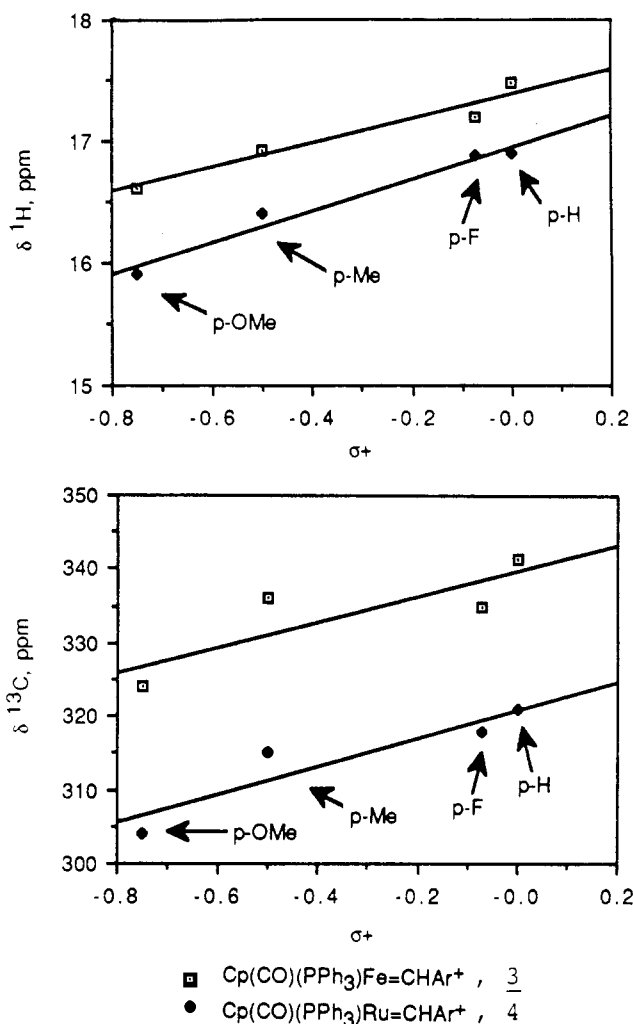 18
17
16
15
δ ¹H, ppm
p-H
p-F
p-Me
p-OMe
-0.8 -0.6 -0.4 -0.2 -0.0 0.2
σ+
350
340
330
320
310
300
δ ¹³C, ppm
p-H
p-F
p-Me
p-OMe
-0.8 -0.6 -0.4 -0.2 -0.0 0.2
σ+
Cp(CO)(PPh₃)Fe=CHAr⁺ , 3
Cp(CO)(PPh₃)Ru=CHAr⁺ , 4